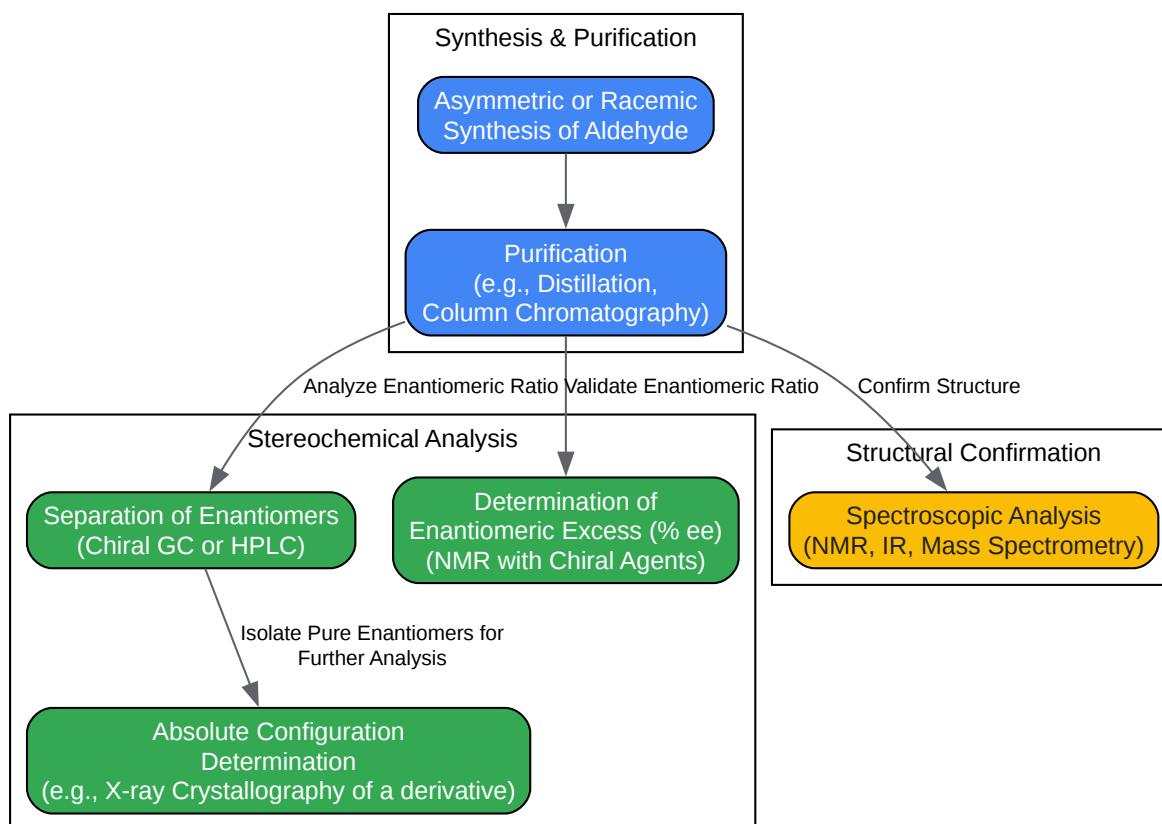 Synthesis & Purification
Asymmetric or Racemic
Synthesis of Aldehyde
Purification
(e.g., Distillation,
Column Chromatography)
Analyze Enantiomeric Ratio
Validate Enantiomeric Ratio
Confirm Structure
Stereochemical Analysis
Structural Confirmation
Separation of Enantiomers
(Chiral GC or HPLC)
Determination of
Enantiomeric Excess (% ee)
(NMR with Chiral Agents)
Spectroscopic Analysis
(NMR, IR, Mass Spectrometry)
Isolate Pure Enantiomers for
Further Analysis
Absolute Configuration
Determination
(e.g., X-ray Crystallography of a derivative)